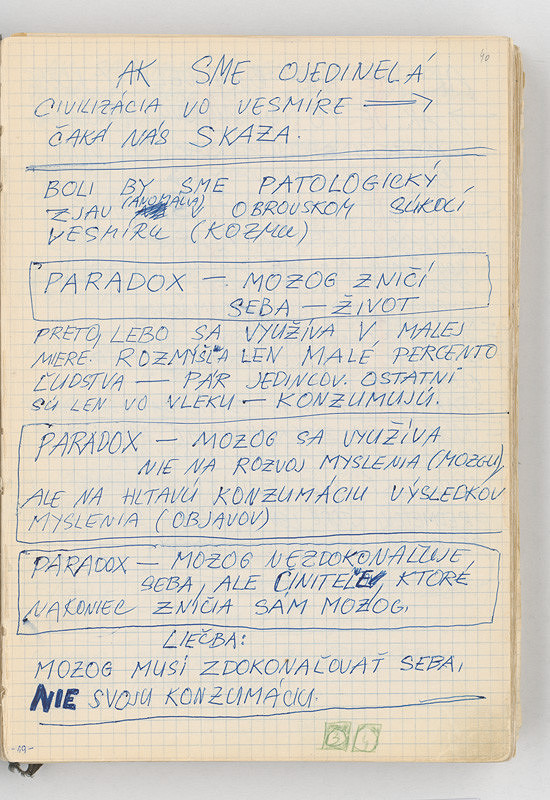 40
AK SME OJEDINELÁ
CIVILIZÁCIA VO VESMÍRE →
ČAKÁ NÁS SKAZA.
BOLI BY SME PATOLOGICKÝ
ZJAV (ANOMÁLIA) V OBROVSKOM SÚKOLÍ
VESMÍRU (KOZMU)
PARADOX — MOZOG ZNIČÍ
SEBA — ŽIVOT
PRETO, LEBO SA VYUŽÍVA V MALEJ
MIERE. ROZMÝŠĽA LEN MALÉ PERCENTO
ĽUDSTVA — PÁR JEDINCOV. OSTATNÍ
SÚ LEN VO VLEKU — KONZUMUJÚ.
PARADOX — MOZOG SA VYUŽÍVA
NIE NA ROZVOJ MYSLENIA (MOZGU),
ALE NA HLTAVÚ KONZUMÁCIU VÝSLEDKOV
MYSLENIA (OBJAVOV)
PARADOX — MOZOG NEZDOKONAĽUJE
SEBA, ALE ČINITELE, KTORÉ
NAKONIEC ZNIČIA SÁM MOZOG.
LIEČBA:
MOZOG MUSÍ ZDOKONAĽOVAŤ SEBA,
NIE SVOJU KONZUMÁCIU.
-19-